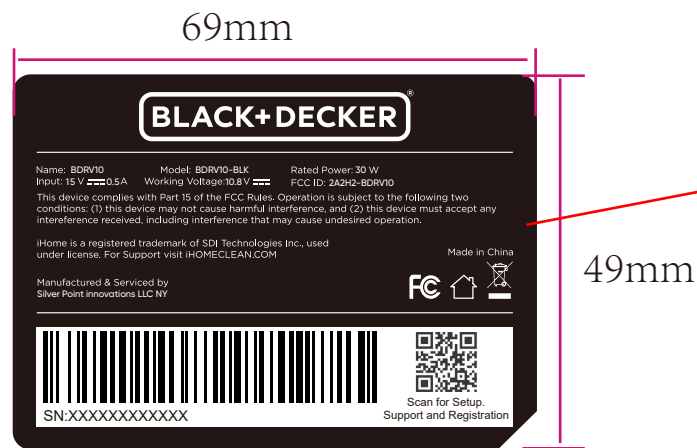 69mm
BLACK+DECKER®
Name: BDRV10 Model: BDRV10-BLK Rated Power: 30 W
Input: 15 V 0.5A Working Voltage:10.8V FCC ID: 2A2H2-BDRV10
This device complies with Part 15 of the FCC Rules. Operation is subject to the following two
conditions: (1) this device may not cause harmful interference, and (2) this device must accept any
intereference received, including interference that may cause undesired operation.
iHome is a registered trademark of SDI Technologies Inc., used
under license. For Support visit iHOMECLEAN.COM
Made in China
Manufactured & Serviced by
Silver Point innovations LLC NY
FC
49mm
SN:XXXXXXXXXXXX
Scan for Setup.
Support and Registration